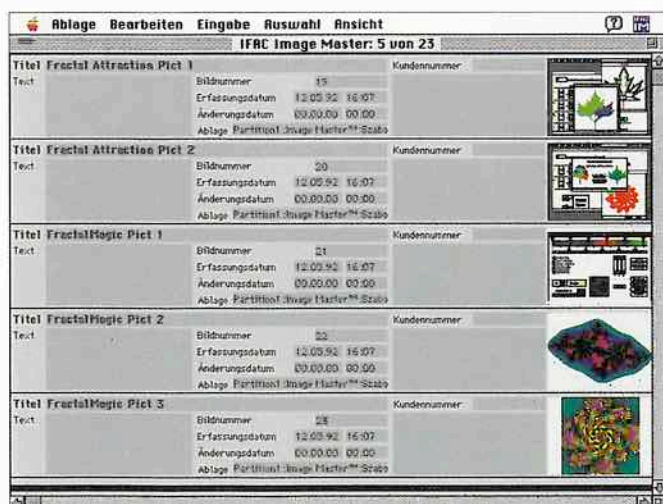 Ablage Bearbeiten Eingabe Auswahl Ansicht
IFAC Image Master: 5 von 23
Titel Fractal Attraction Pict 1 Kundennummer
Text Bildnummer 19
Erfassungsdatum 12.03.92 16:07
Änderungsdatum 00.00.00 00:00
Ablage Partition1:Image Master™:Szabo
Titel Fractal Attraction Pict 2 Kundennummer
Text Bildnummer 20
Erfassungsdatum 12.03.92 16:07
Änderungsdatum 00.00.00 00:00
Ablage Partition1:Image Master™:Szabo
Titel FractalMagic Pict 1 Kundennummer
Text Bildnummer 21
Erfassungsdatum 12.03.92 16:07
Änderungsdatum 00.00.00 00:00
Ablage Partition1:Image Master™:Szabo
Titel FractalMagic Pict 2 Kundennummer
Text Bildnummer 22
Erfassungsdatum 12.03.92 16:07
Änderungsdatum 00.00.00 00:00
Ablage Partition1:Image Master™:Szabo
Titel FractalMagic Pict 3 Kundennummer
Text Bildnummer
Erfassungsdatum 12.03.92 16:07
Änderungsdatum 00.00.00 00:00
Ablage Partition1:Image Master™:Szabo